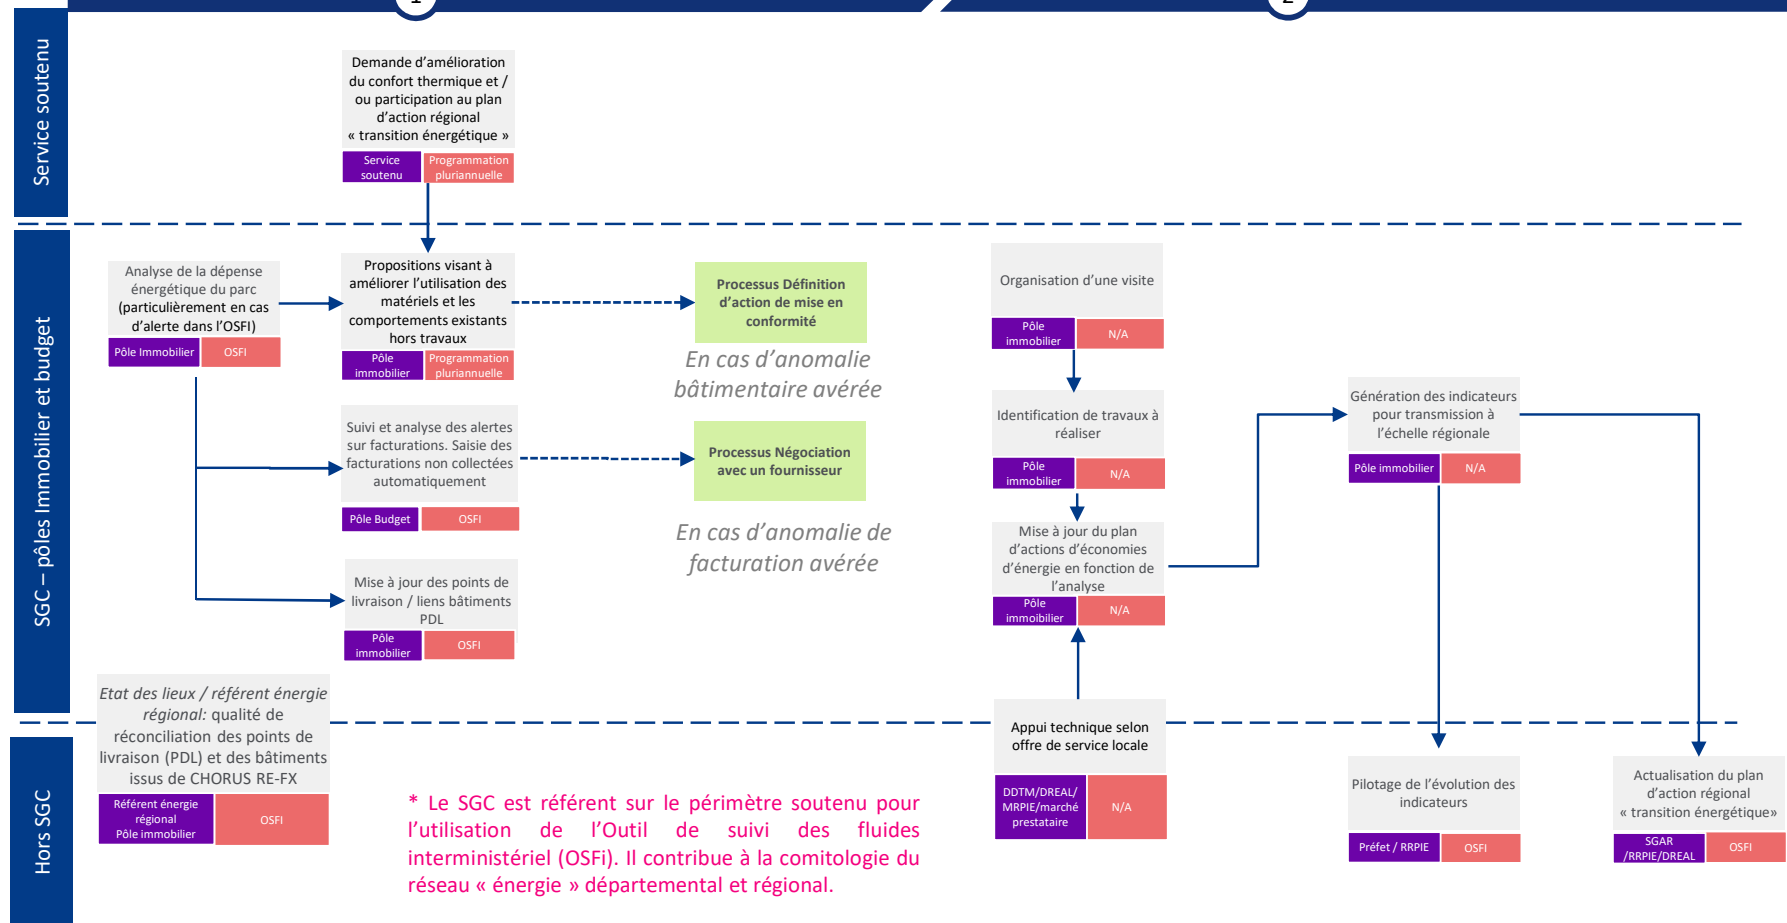 1
2
Service soutenu
Demande d'amélioration
du confort thermique et /
ou participation au plan
d'action régional
« transition énergétique »
Service
soutenu
Programmation
pluriannuelle
SGC – pôles Immobilier et budget
Analyse de la dépense
énergétique du parc
(particulièrement en cas
d'alerte dans l'OSFI)
Pôle Immobilier
OSFI
Propositions visant à
améliorer l'utilisation des
matériels et les
comportements existants
hors travaux
Pôle
immobilier
Programmation
pluriannuelle
Processus Définition
d'action de mise en
conformité
En cas d'anomalie
bâtimentaire avérée
Suivi et analyse des alertes
sur facturations. Saisie des
facturations non collectées
automatiquement
Pôle Budget
OSFI
Processus Négociation
avec un fournisseur
En cas d'anomalie de
facturation avérée
Mise à jour des points de
livraison / liens bâtiments
PDL
Pôle
immobilier
OSFI
Organisation d'une visite
Pôle
immobilier
N/A
Identification de travaux à
réaliser
Pôle
immobilier
N/A
Mise à jour du plan
d'actions d'économies
d'énergie en fonction de
l'analyse
Pôle
immoibilier
N/A
Génération des indicateurs
pour transmission à
l'échelle régionale
Pôle immobilier
N/A
Hors SGC
Etat des lieux / référent énergie
régional: qualité de
réconciliation des points de
livraison (PDL) et des bâtiments
issus de CHORUS RE-FX
Référent énergie
régional
Pôle immobilier
OSFI
* Le SGC est référent sur le périmètre soutenu pour
l'utilisation de l'Outil de suivi des fluides
interministériel (OSFi). Il contribue à la comitologie du
réseau « énergie » départemental et régional.
Appui technique selon
offre de service locale
DDTM/DREAL/
MRPIE/marché
prestataire
N/A
Pilotage de l'évolution des
indicateurs
Préfet / RRPIE
OSFI
Actualisation du plan
d'action régional
« transition énergétique»
SGAR
/RRPIE/DREAL
OSFI